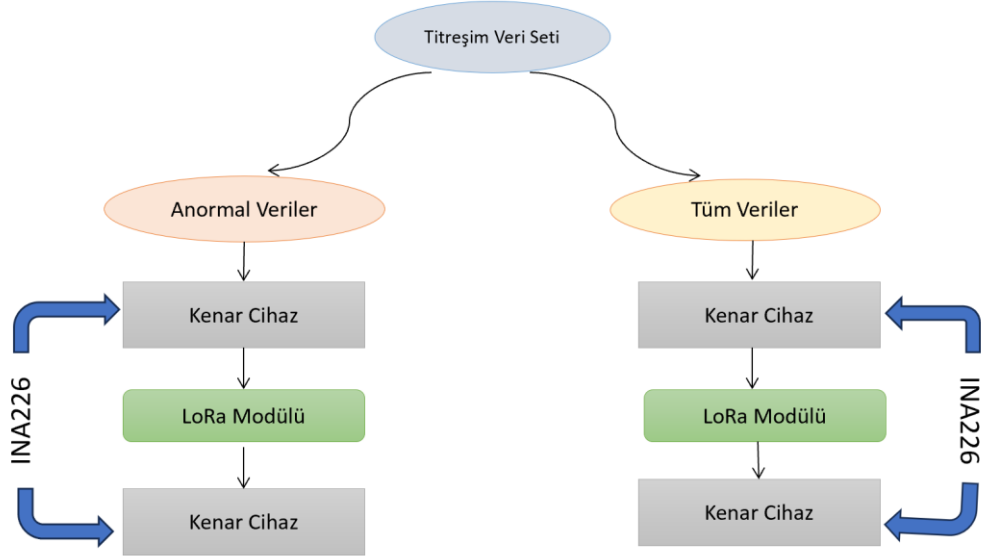 Titreşim Veri Seti
Anormal Veriler
Tüm Veriler
Kenar Cihaz
Kenar Cihaz
INA226
LoRa Modülü
LoRa Modülü
INA226
Kenar Cihaz
Kenar Cihaz